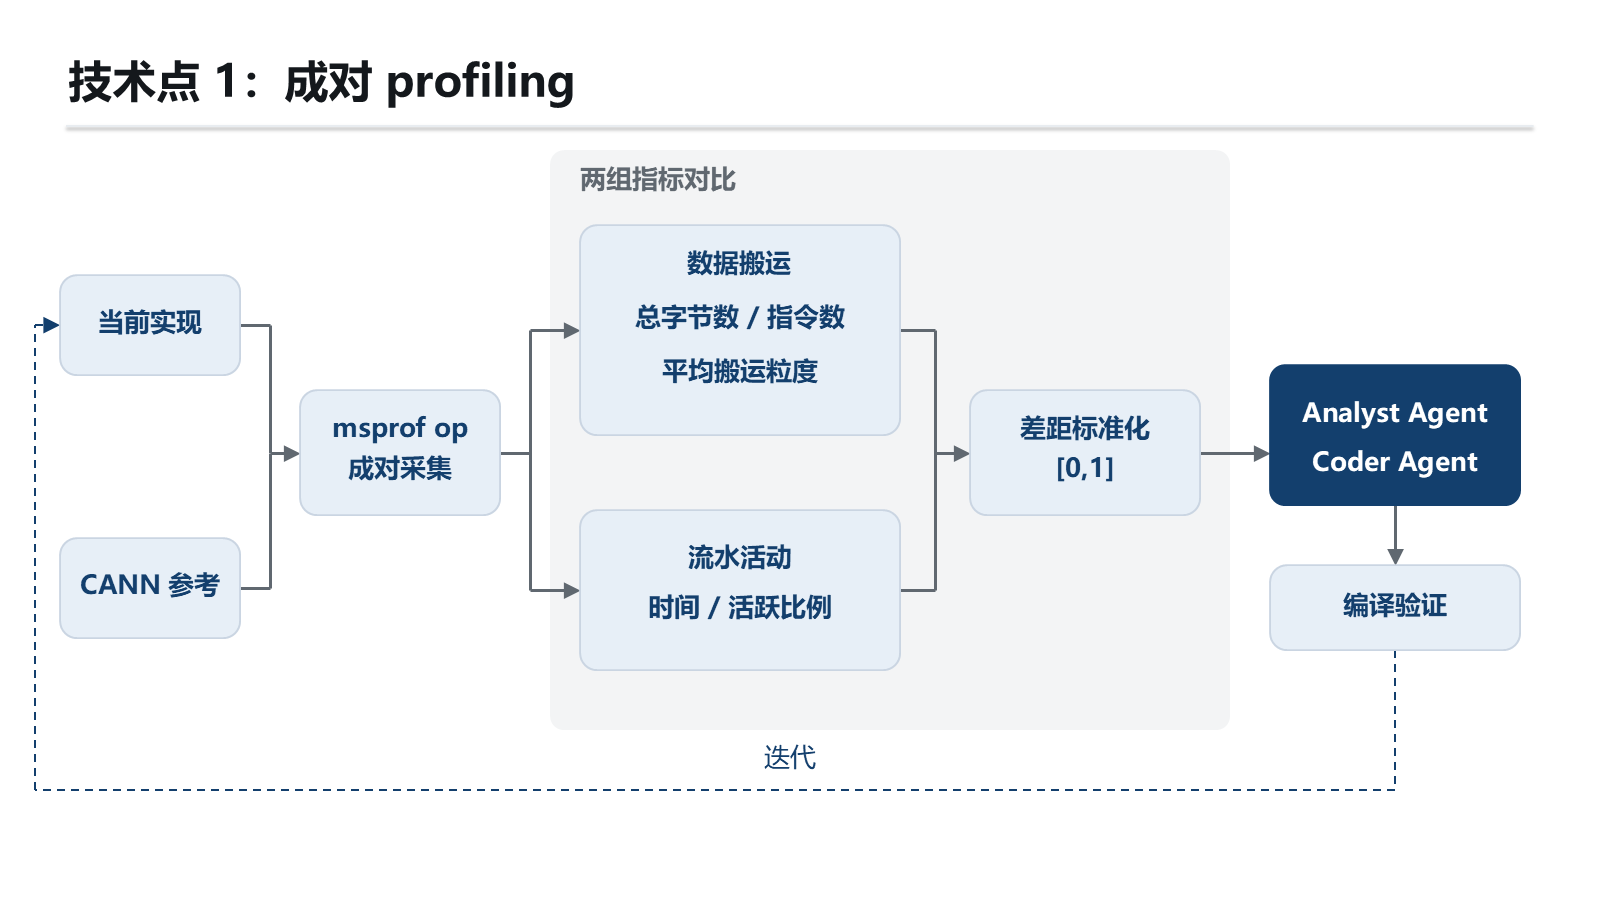 技术点 1：成对 profiling
两组指标对比
数据搬运
总字节数 / 指令数
平均搬运粒度
当前实现
msprof op
成对采集
CANN 参考
流水活动
时间 / 活跃比例
差距标准化
[0,1]
Analyst Agent
Coder Agent
编译验证
迭代